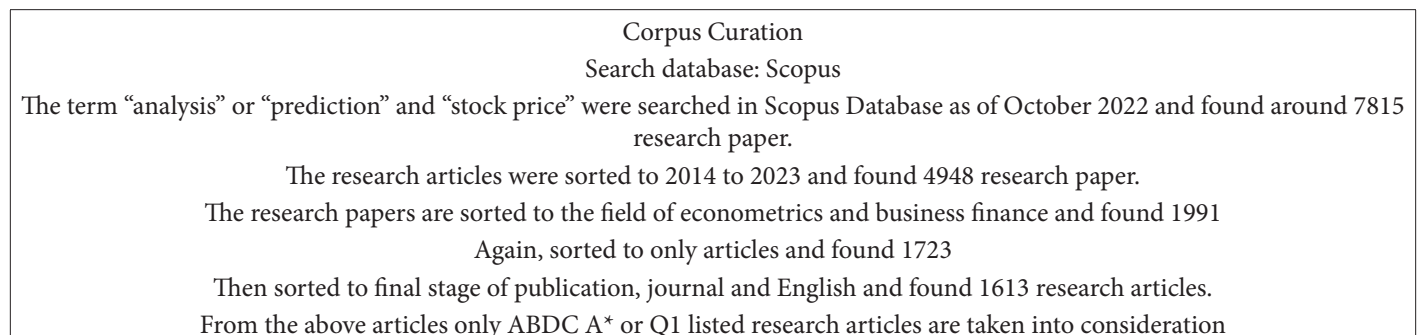 Corpus Curation
Search database: Scopus
The term “analysis” or “prediction” and “stock price” were searched in Scopus Database as of October 2022 and found around 7815
research paper.
The research articles were sorted to 2014 to 2023 and found 4948 research paper.
The research papers are sorted to the field of econometrics and business finance and found 1991
Again, sorted to only articles and found 1723
Then sorted to final stage of publication, journal and English and found 1613 research articles.
From the above articles only ABDC A* or Q1 listed research articles are taken into consideration